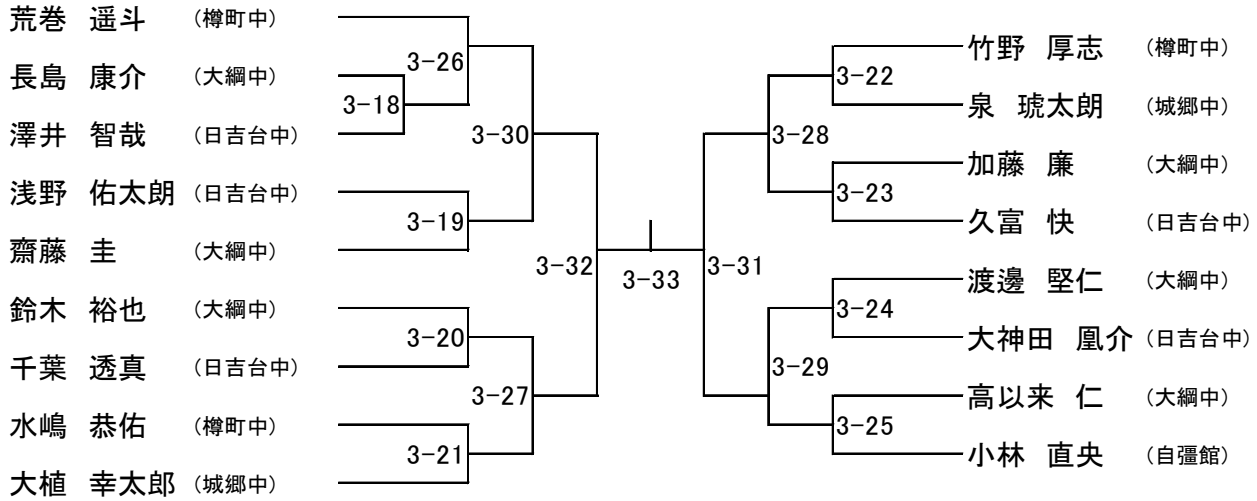 荒巻 遥斗 （樽町中）
長島 康介 （大綱中）
澤井 智哉 （日吉台中）
浅野 佑太朗 （日吉台中）
齋藤 圭 （大綱中）
鈴木 裕也 （大綱中）
千葉 透真 （日吉台中）
水嶋 恭佑 （樽町中）
大植 幸太郎 （城郷中）
3-26
3-18
3-30
3-19
3-32
3-20
3-27
3-21
3-33
3-31
3-22
3-28
3-23
3-24
3-29
3-25
竹野 厚志 （樽町中）
泉 琥太朗 （城郷中）
加藤 廉 （大綱中）
久富 快 （日吉台中）
渡邊 堅仁 （大綱中）
大神田 凰介 （日吉台中）
高以来 仁 （大綱中）
小林 直央 （自彊館）